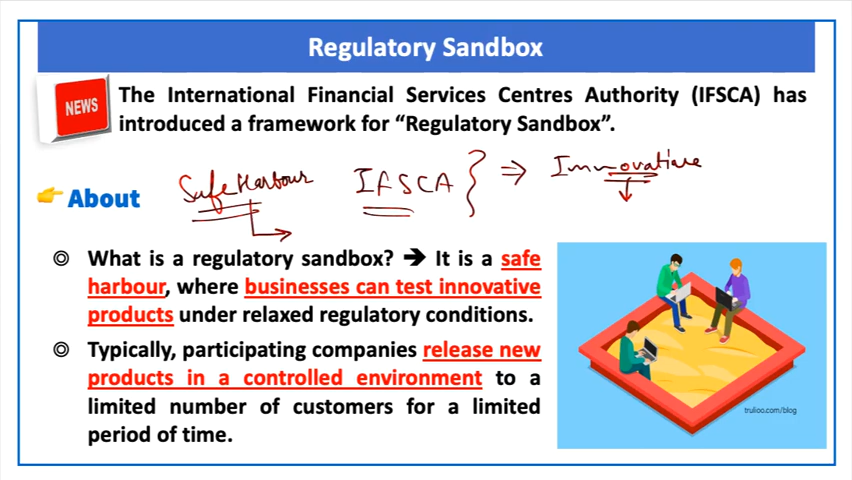 Regulatory Sandbox
NEWS
The International Financial Services Centres Authority (IFSCA) has
introduced a framework for “Regulatory Sandbox”.
Safe Harbour IFSCA } ⇒ Innovative
About
◎ What is a regulatory sandbox? ➔ It is a safe
harbour, where businesses can test innovative
products under relaxed regulatory conditions.
◎ Typically, participating companies release new
products in a controlled environment to a
limited number of customers for a limited
period of time.
trulioo.com/blog